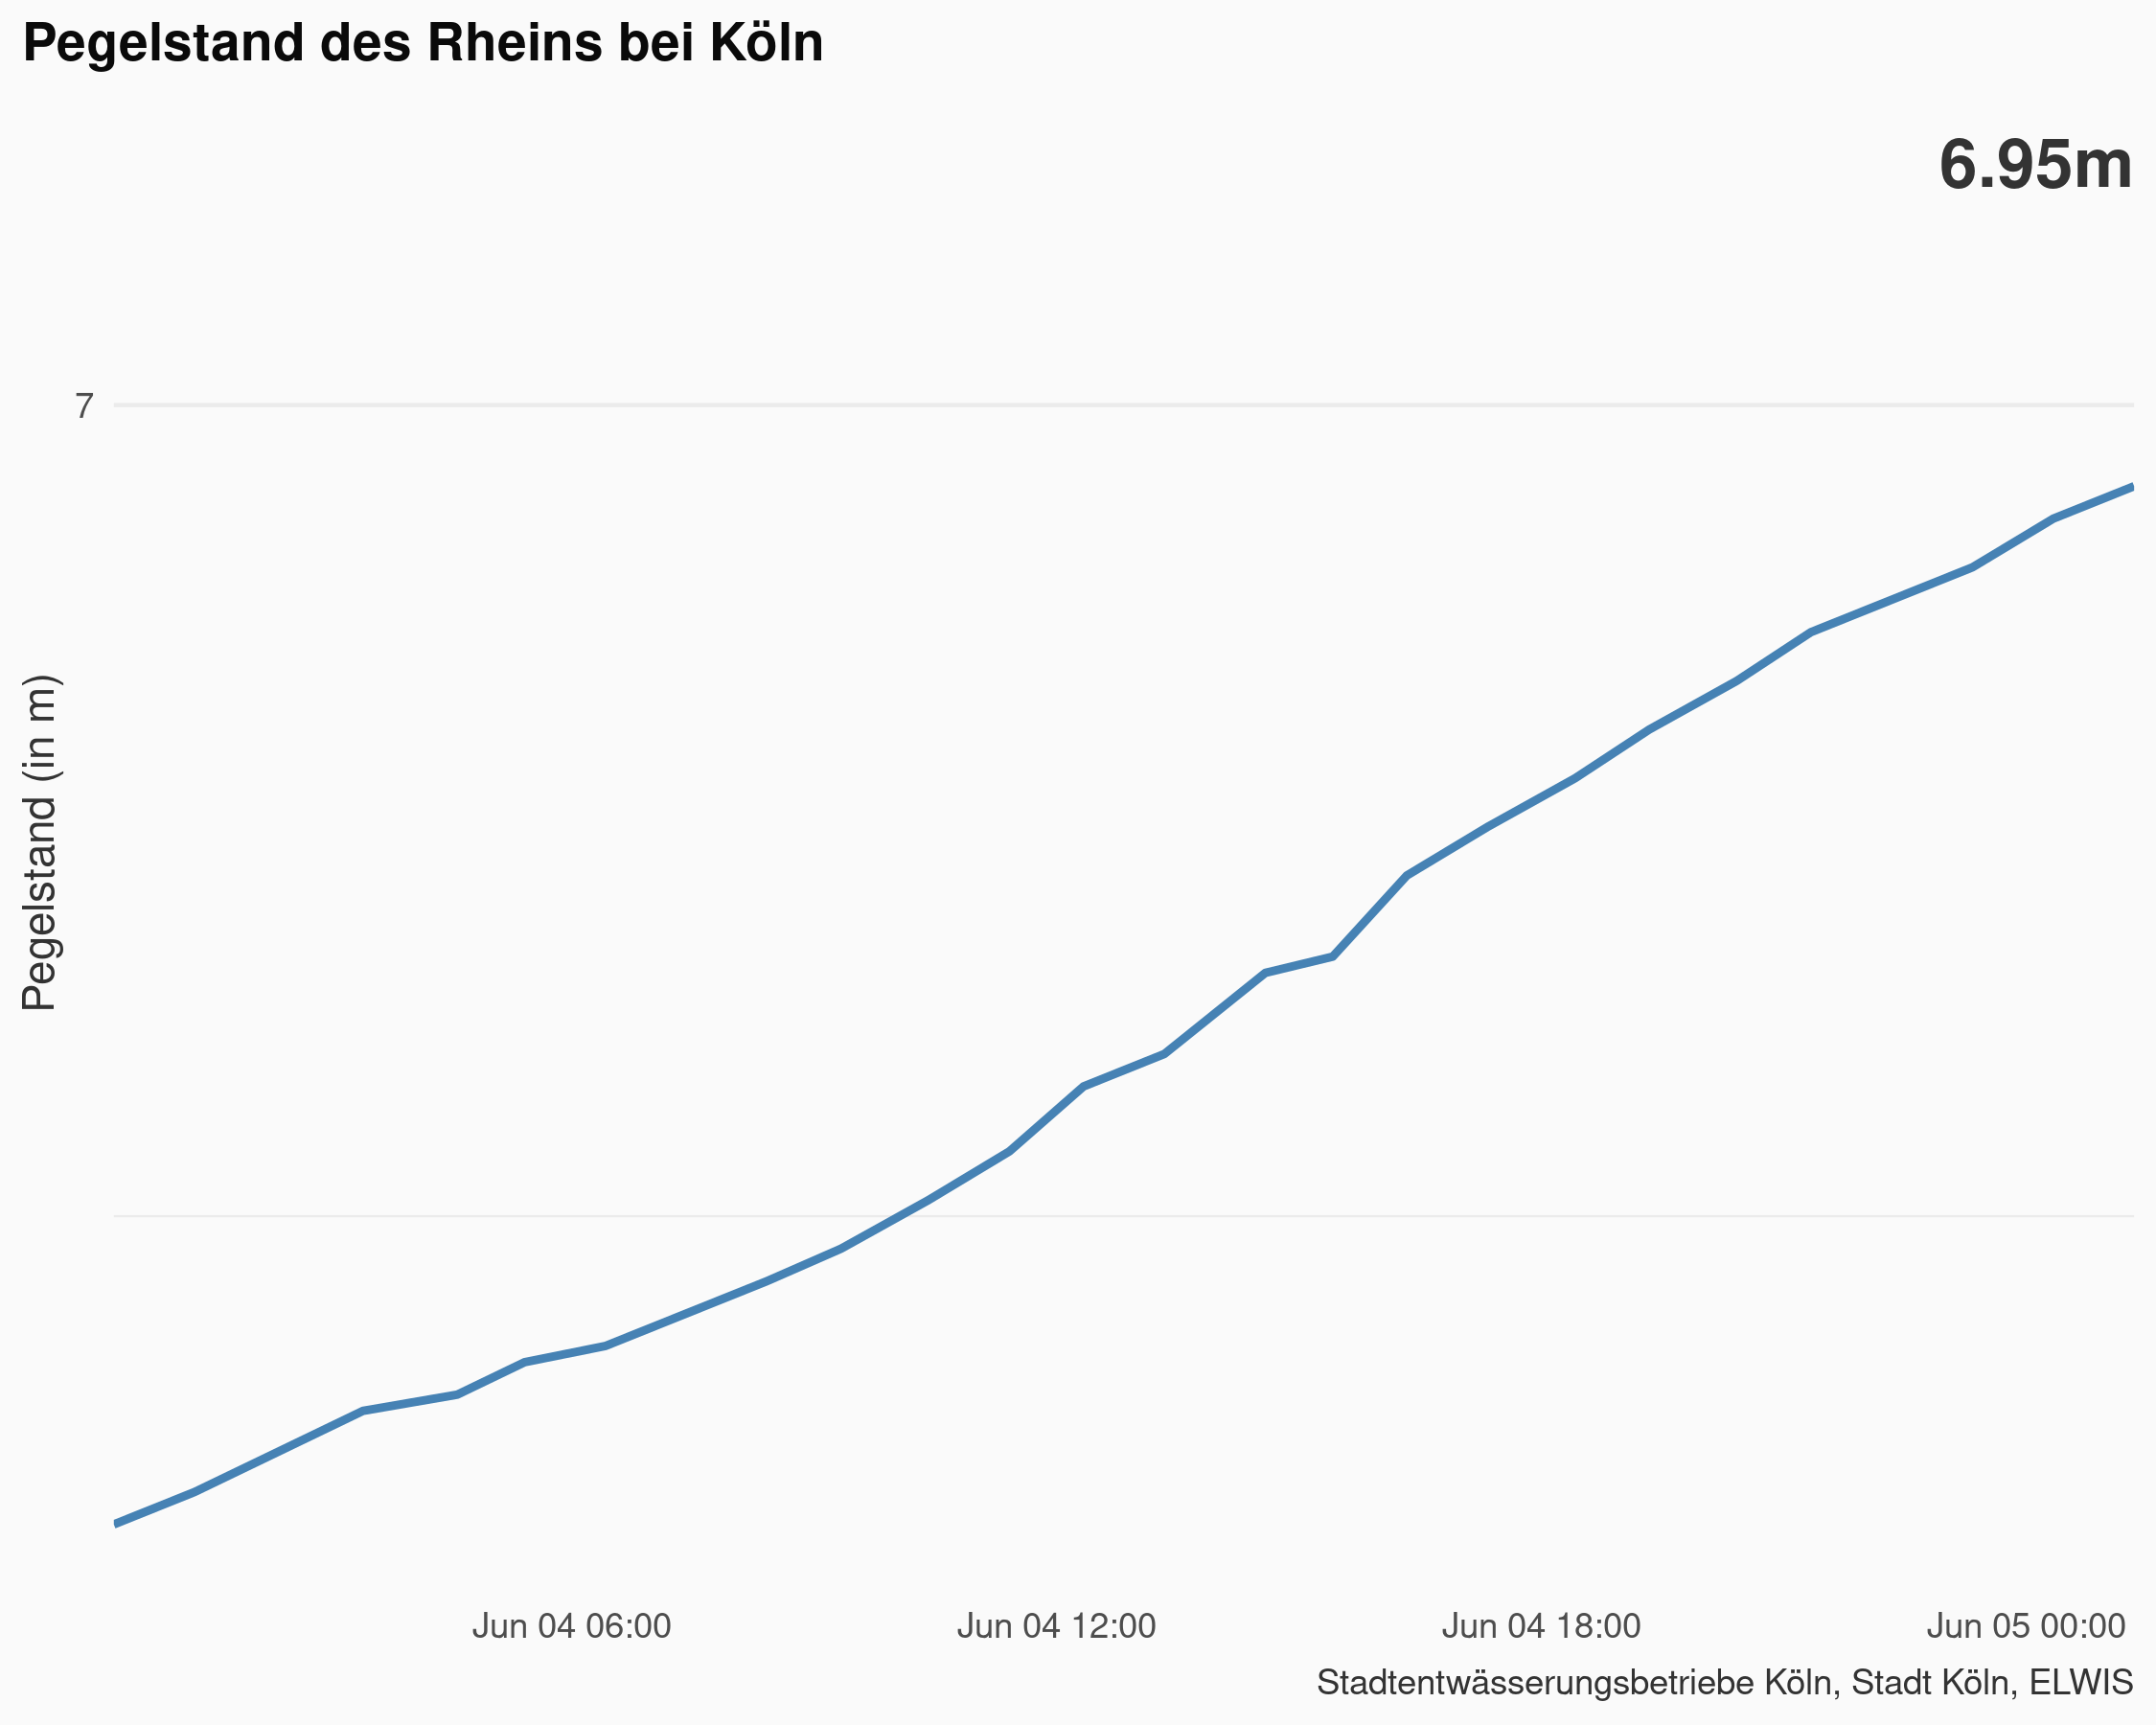 Pegelstand des Rheins bei Köln
6.95m
7
Pegelstand (in m)
Jun 04 06:00
Jun 04 12:00
Jun 04 18:00
Jun 05 00:00
Stadtentwässerungsbetriebe Köln, Stadt Köln, ELWIS